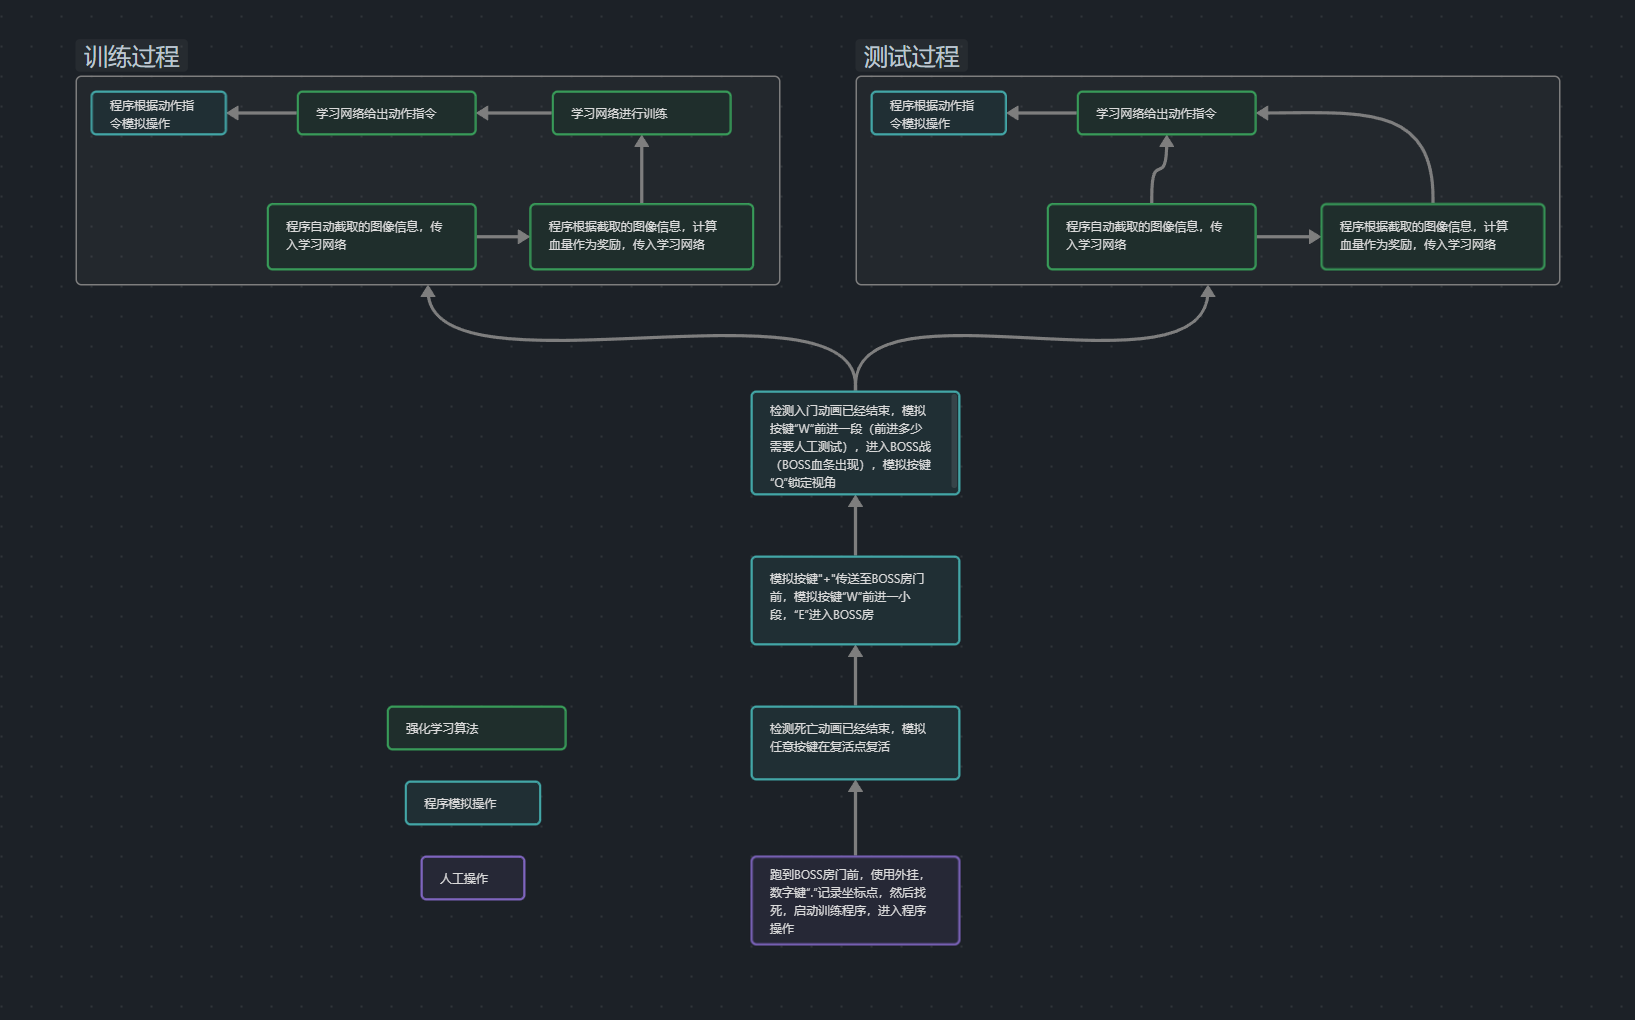 训练过程
程序根据动作指
令模拟操作
学习网络给出动作指令
学习网络进行训练
程序自动截取的图像信息，传
入学习网络
程序根据截取的图像信息，计算
血量作为奖励，传入学习网络
测试过程
程序根据动作指
令模拟操作
学习网络给出动作指令
程序自动截取的图像信息，传
入学习网络
程序根据截取的图像信息，计算
血量作为奖励，传入学习网络
检测入门动画已经结束，模拟
按键“W”前进一段（前进多少
需要人工测试），进入BOSS战
（BOSS血条出现），模拟按键
“Q”锁定视角
模拟按键"+"传送至BOSS房门
前，模拟按键“W”前进一小
段，“E”进入BOSS房
检测死亡动画已经结束，模拟
任意按键在复活点复活
跑到BOSS房门前，使用外挂，
数字键“.”记录坐标点，然后找
死，启动训练程序，进入程序
操作
强化学习算法
程序模拟操作
人工操作